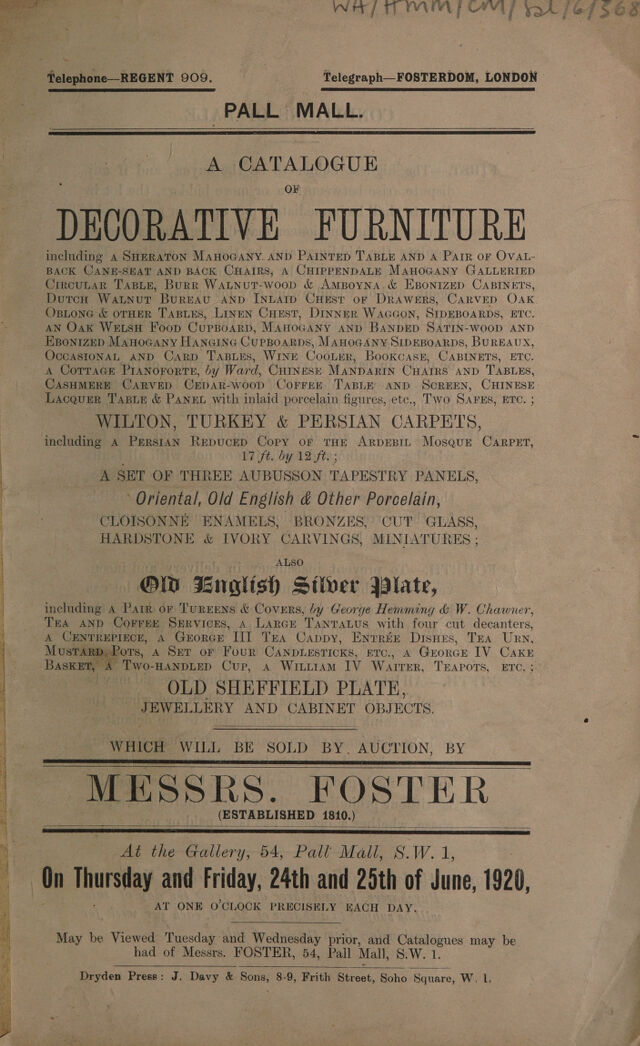 WA/HMM/CM/Sal/6/368
Telephone—REGENT 909. Telegraph—FOSTERDOM, LONDON
PALL MALL.
A CATALOGUE
OF
DECORATIVE FURNITURE
including A SHERATON MAHOGANY AND PAINTED TABLE AND A PAIR OF OVAL-
BACK CANE-SEAT AND BACK CHAIRS, A CHIPPENDALE MAHOGANY GALLERIED
CIRCULAR TABLE, BURR WALNUT-WOOD & AMBOYNA & EBONIZED CABINETS,
DUTCH WALNUT BUREAU AND INLAID CHEST OF DRAWERS, CARVED OAK
OBLONG & OTHER TABLES, LINEN CHEST, DINNER WAGGON, SIDEBOARDS, ETC.
AN OAK WELSH FOOD CUPBOARD, MAHOGANY AND BANDED SATIN-WOOD AND
EBONIZED MAHOGANY HANGING CUPBOARDS, MAHOGANY SIDEBOARDS, BUREAUX,
OCCASIONAL AND CARD TABLES, WINE COOLER, BOOKCASE, CABINETS, ETC.
A COTTAGE PIANOFORTE, by Ward, CHINESE MANDARIN CHAIRS AND TABLES,
CASHMERE CARVED CEDAR-WOOD COFFEE TABLE AND SCREEN, CHINESE
LACQUER TABLE & PANEL with inlaid porcelain figures, etc., TWO SAFES, ETC. ;
WILTON, TURKEY & PERSIAN CARPETS,
including A PERSIAN REDUCED COPY OF THE ARDEBIL MOSQUE CARPET,
17 ft. by 12 ft. ;
A SET OF THREE AUBUSSON TAPESTRY PANELS,
Oriental, Old English & Other Porcelain,
CLOISONNÉ ENAMELS, BRONZES, CUT GLASS,
HARDSTONE & IVORY CARVINGS, MINIATURES ;
ALSO
Old English Silver Plate,
including A PAIR OF TUREENS & COVERS, by George Hemming & W. Chawner,
TEA AND COFFEE SERVICES, A LARGE TANTALUS with four cut decanters,
A CENTREPIECE, A GEORGE III TEA CADDY, ENTRÉE DISHES, TEA URN,
MUSTARD POTS, A SET OF FOUR CANDLESTICKS, ETC., A GEORGE IV CAKE
BASKET, A TWO-HANDLED CUP, A WILLIAM IV WAITER, TEAPOTS, ETC. ;
OLD SHEFFIELD PLATE,
JEWELLERY AND CABINET OBJECTS.
WHICH WILL BE SOLD BY AUCTION, BY
MESSRS. FOSTER
(ESTABLISHED 1810.)
At the Gallery, 54, Pall Mall, S.W. 1,
On Thursday and Friday, 24th and 25th of June, 1920,
AT ONE O'CLOCK PRECISELY EACH DAY.
May be Viewed Tuesday and Wednesday prior, and Catalogues may be
had of Messrs. FOSTER, 54, Pall Mall, S.W. 1.
Dryden Press: J. Davy & Sons, 8-9, Frith Street, Soho Square, W. 1.